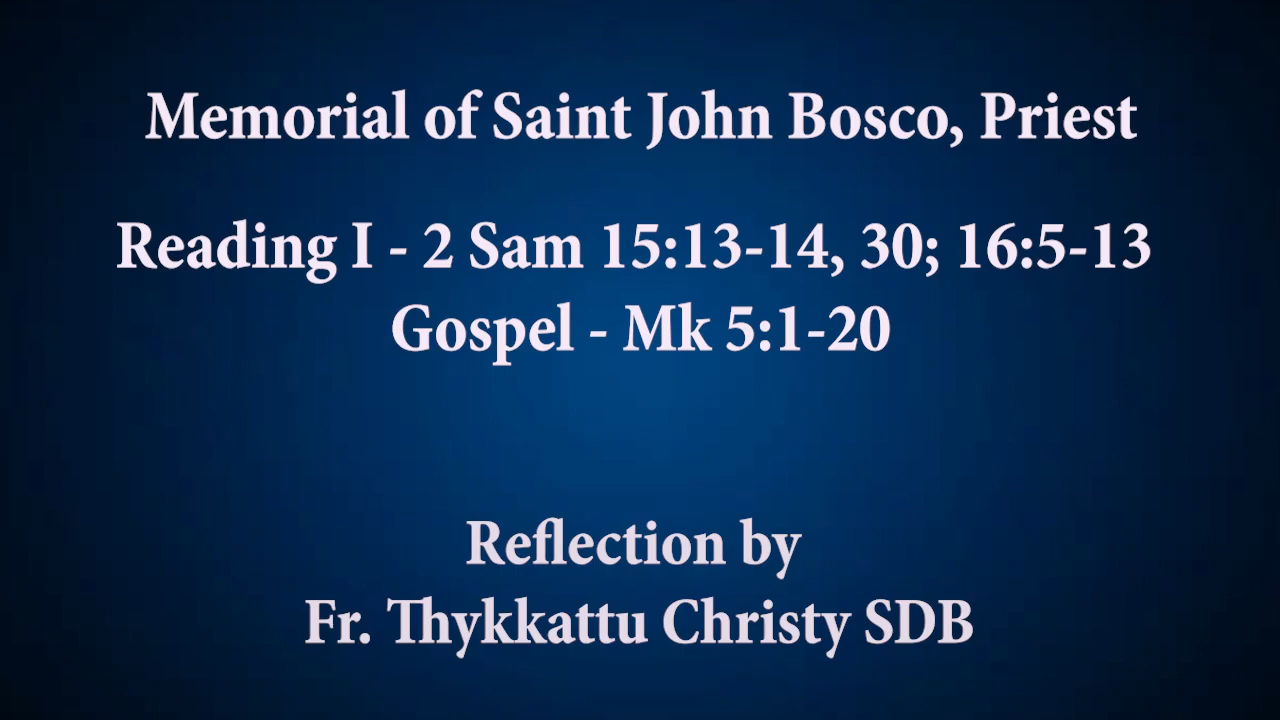 Memorial of Saint John Bosco, Priest
Reading I - 2 Sam 15:13-14, 30; 16:5-13
Gospel - Mk 5:1-20
Reflection by
Fr. Thykkattu Christy SDB